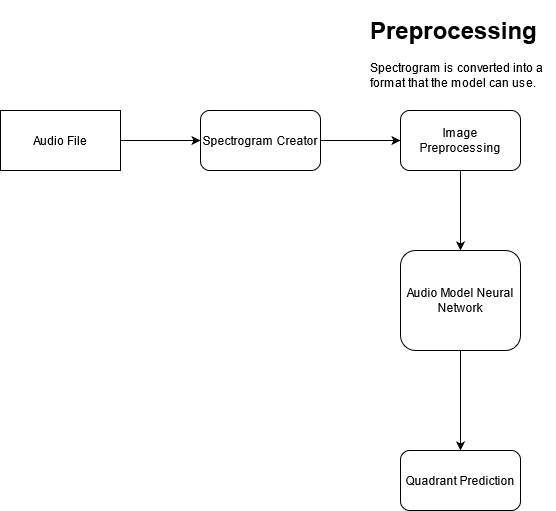 Preprocessing
Spectrogram is converted into a
format that the model can use.
Audio File
Spectrogram Creator
Image
Preprocessing
Audio Model Neural
Network
Quadrant Prediction